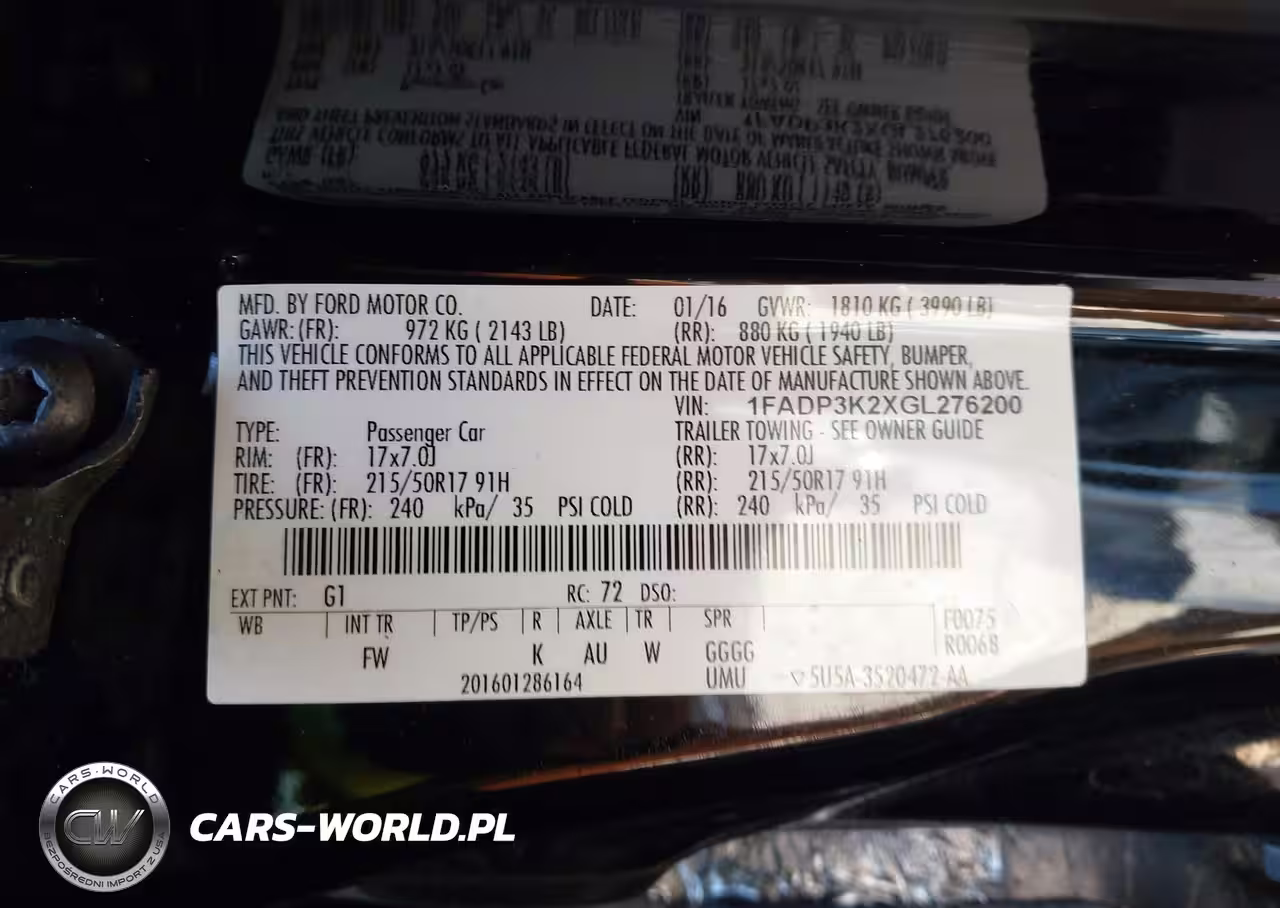 MFD. BY FORD MOTOR CO. DATE: 01/16 GVWR: 1810 KG ( 3990 LB)
GAWR: (FR): 972 KG ( 2143 LB) (RR): 880 KG ( 1940 LB)
THIS VEHICLE CONFORMS TO ALL APPLICABLE FEDERAL MOTOR VEHICLE SAFETY, BUMPER,
AND THEFT PREVENTION STANDARDS IN EFFECT ON THE DATE OF MANUFACTURE SHOWN ABOVE.
VIN: 1FADP3K2XGL276200
TYPE: Passenger Car TRAILER TOWING - SEE OWNER GUIDE
RIM: (FR): 17x7.0J (RR): 17x7.0J
TIRE: (FR): 215/50R17 91H (RR): 215/50R17 91H
PRESSURE: (FR): 240 kPa/ 35 PSI COLD (RR): 240 kPa/ 35 PSI COLD
EXT PNT: G1 RC: 72 DSO:
WB INT TR TP/PS R AXLE TR SPR F0075
FW K AU W GGGG R0068
201601286164 UMU ▽5U5A-3520472-AA
CARS-WORLD
CW
BEZPOŚREDNI IMPORT Z USA
CARS-WORLD.PL